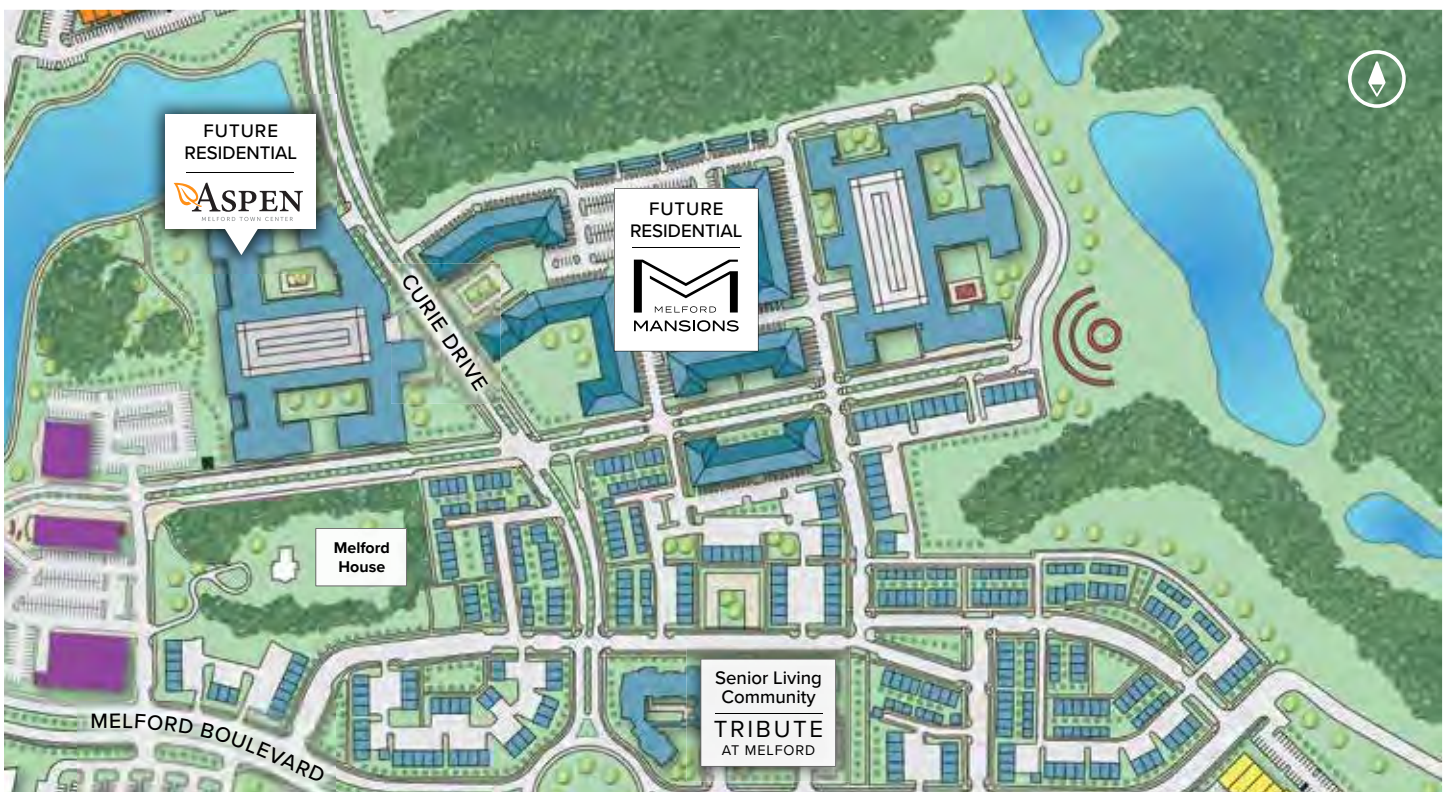 FUTURE
RESIDENTIAL
ASPEN
MELFORD TOWN CENTER
FUTURE
RESIDENTIAL
M
MELFORD
MANSIONS
CURIE DRIVE
Melford
House
Senior Living
Community
TRIBUTE
AT MELFORD
MELFORD BOULEVARD